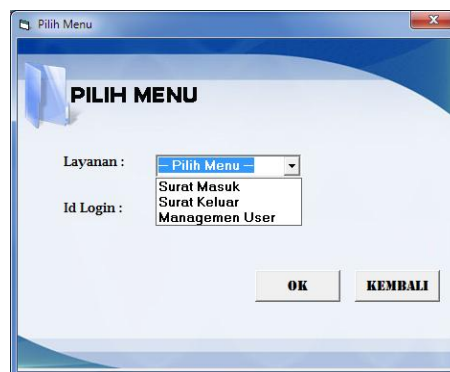 Pilih Menu
PILIH MENU
Layanan :
-- Pilih Menu --
Surat Masuk
Surat Keluar
Managemen User
Id Login :
OK
KEMBALI